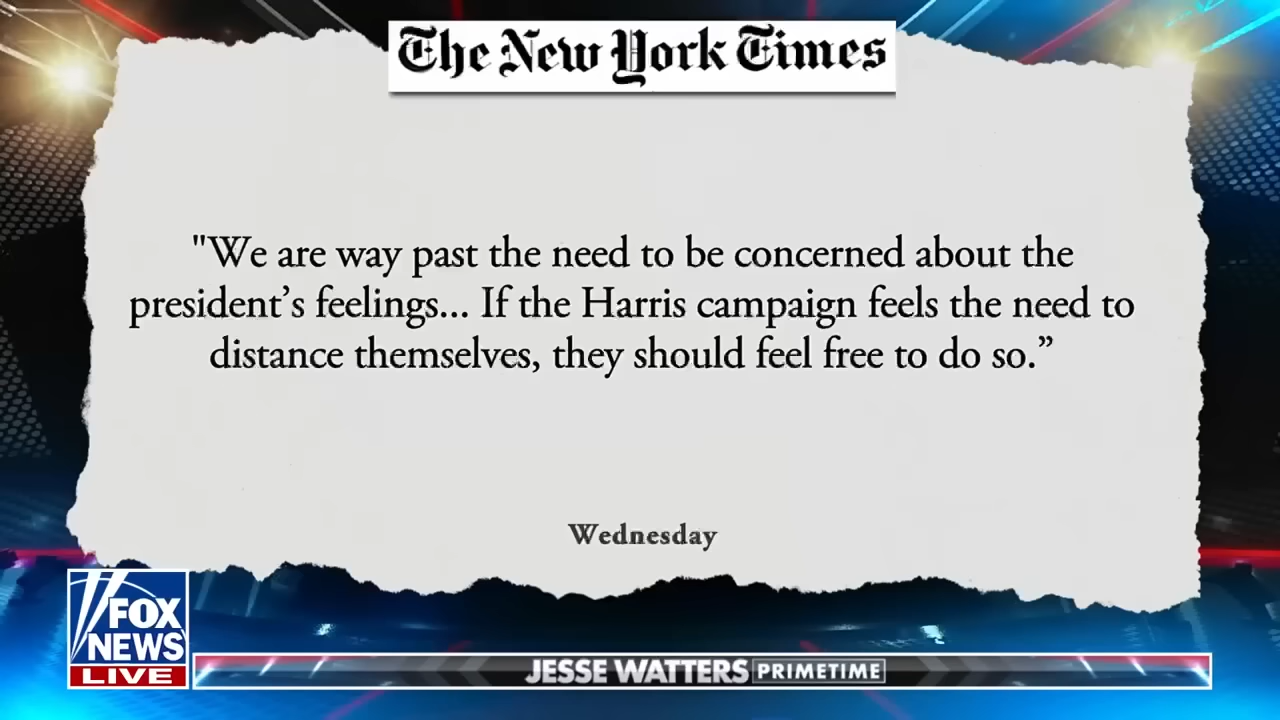 The New York Times
"We are way past the need to be concerned about the
president’s feelings... If the Harris campaign feels the need to
distance themselves, they should feel free to do so.”
Wednesday
FOX
NEWS
LIVE
JESSE WATTERS PRIMETIME